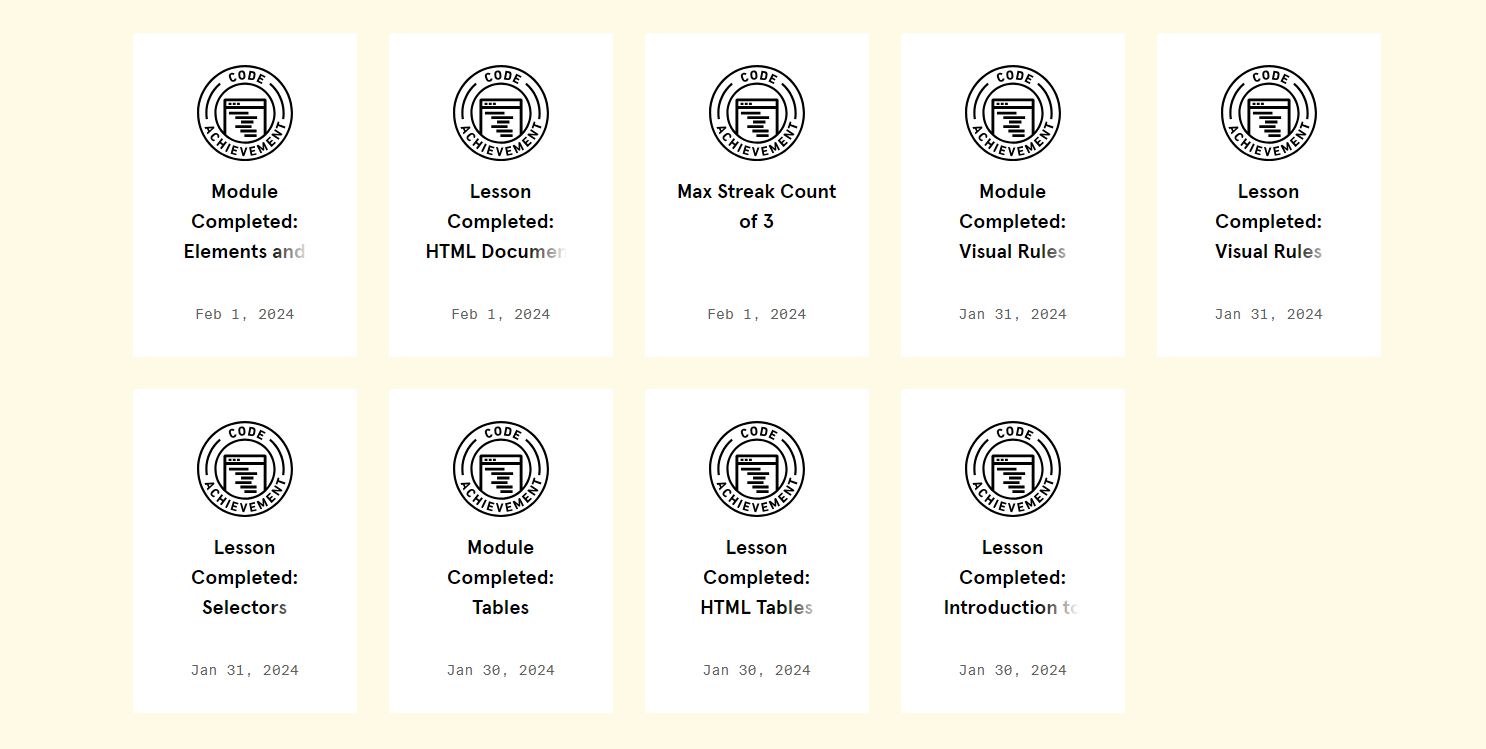 CODE
ACHIEVEMENT
Module
Completed:
Elements and
Feb 1, 2024
CODE
ACHIEVEMENT
Lesson
Completed:
HTML Documen
Feb 1, 2024
CODE
ACHIEVEMENT
Max Streak Count
of 3
Feb 1, 2024
CODE
ACHIEVEMENT
Module
Completed:
Visual Rules
Jan 31, 2024
CODE
ACHIEVEMENT
Lesson
Completed:
Visual Rules
Jan 31, 2024
CODE
ACHIEVEMENT
Lesson
Completed:
Selectors
Jan 31, 2024
CODE
ACHIEVEMENT
Module
Completed:
Tables
Jan 30, 2024
CODE
ACHIEVEMENT
Lesson
Completed:
HTML Tables
Jan 30, 2024
CODE
ACHIEVEMENT
Lesson
Completed:
Introduction to
Jan 30, 2024